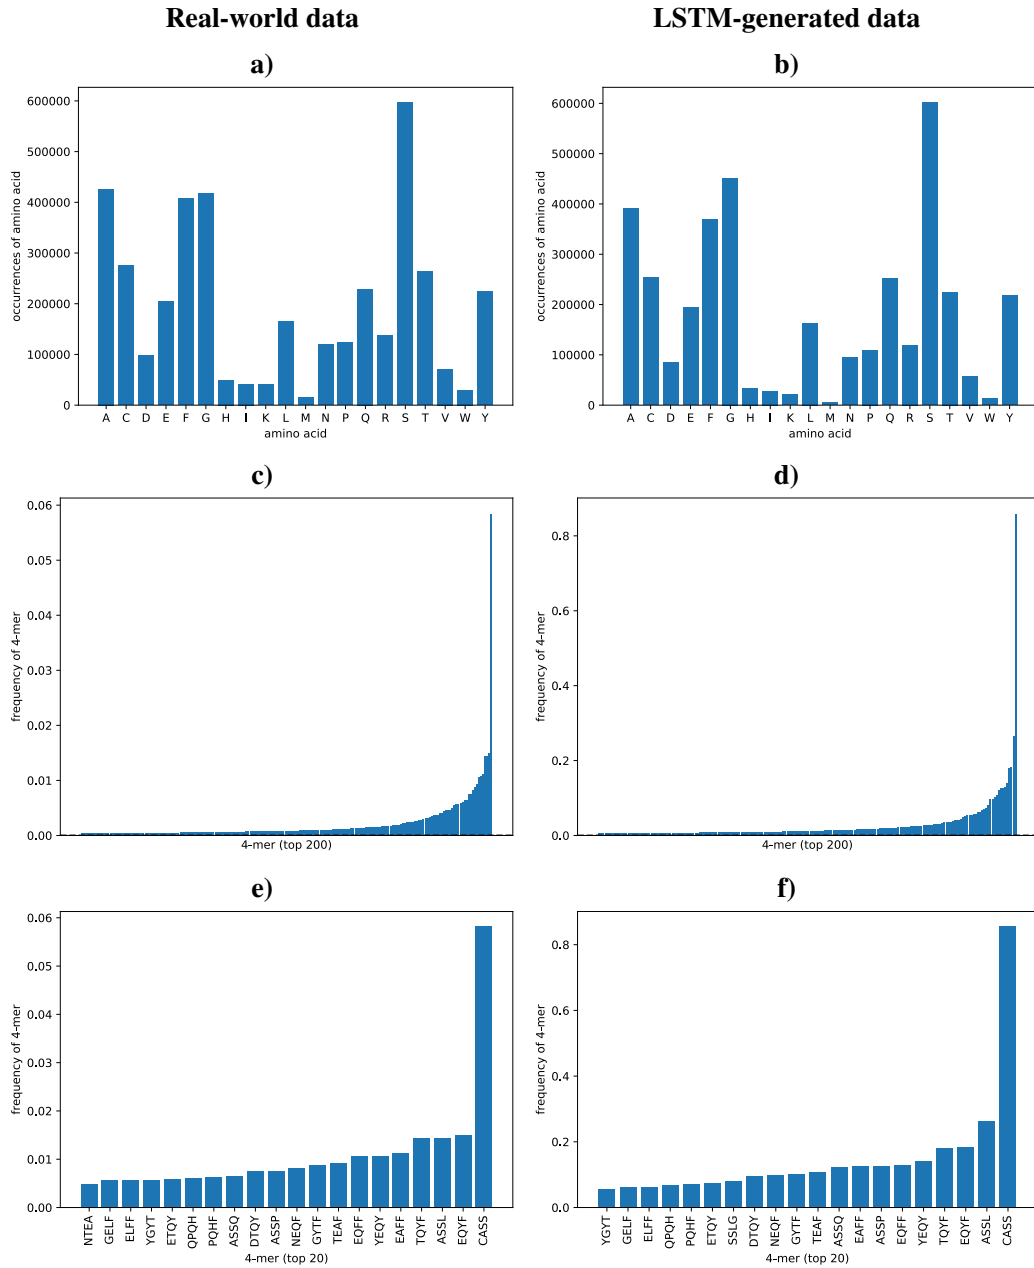 Real-world data
LSTM-generated data
a)
b)
600000
500000
400000
300000
200000
100000
0
occurrences of amino acid
A C D E F G H I K L M N P Q R S T V W Y
amino acid
600000
500000
400000
300000
200000
100000
0
occurrences of amino acid
A C D E F G H I K L M N P Q R S T V W Y
amino acid
c)
d)
0.06
0.05
0.04
0.03
0.02
0.01
0.00
frequency of 4-mer
4-mer (top 200)
0.8
0.6
0.4
0.2
0.0
frequency of 4-mer
4-mer (top 200)
e)
f)
0.06
0.05
0.04
0.03
0.02
0.01
0.00
frequency of 4-mer
NTEA GELF ELFF YGYT ETQY QPQH PQHF ASSQ DTQY ASSP NEQF GYTF TEAF EQFF YEQY EAFF TQYF ASSL EQYF CASS
4-mer (top 20)
0.8
0.6
0.4
0.2
0.0
frequency of 4-mer
YGYT GELF ELFF QPQH PQHF ETQY SSLG DTQY NEQF GYTF TEAF ASSQ EAFF ASSP EQFF YEQY TQYF EQYF ASSL CASS
4-mer (top 20)